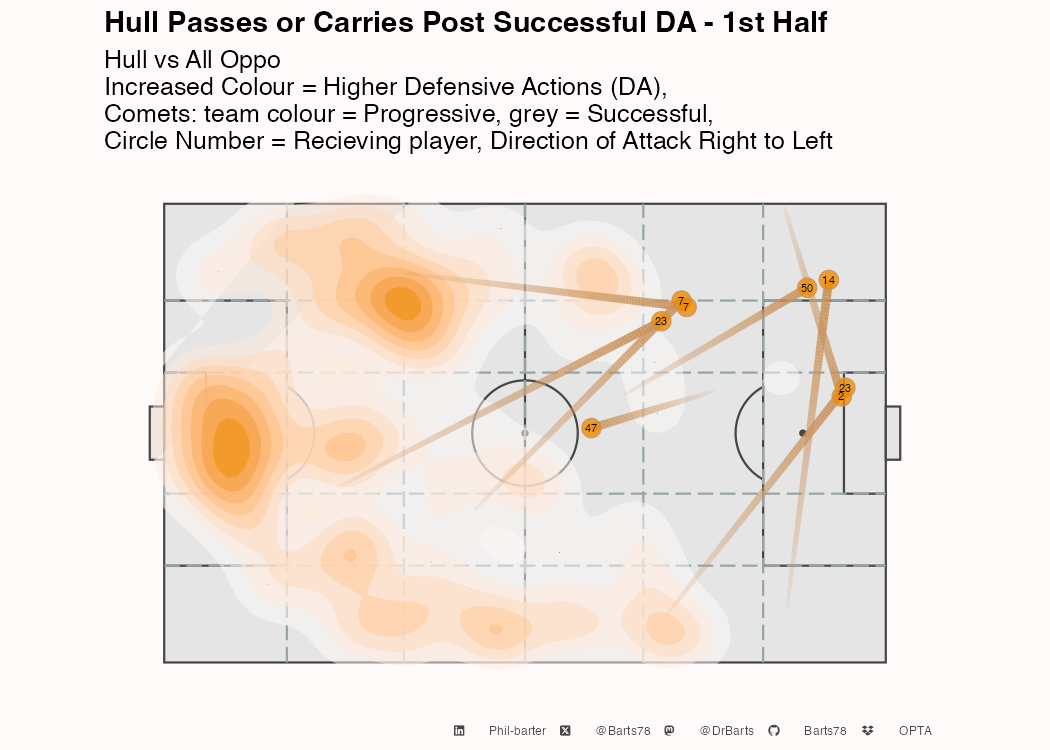 Hull Passes or Carries Post Successful DA - 1st Half
Hull vs All Oppo
Increased Colour = Higher Defensive Actions (DA),
Comets: team colour = Progressive, grey = Successful,
Circle Number = Recieving player, Direction of Attack Right to Left
50
14
7
7
23
23
2
47
Phil-barter @Barts78 @DrBarts Barts78 OPTA